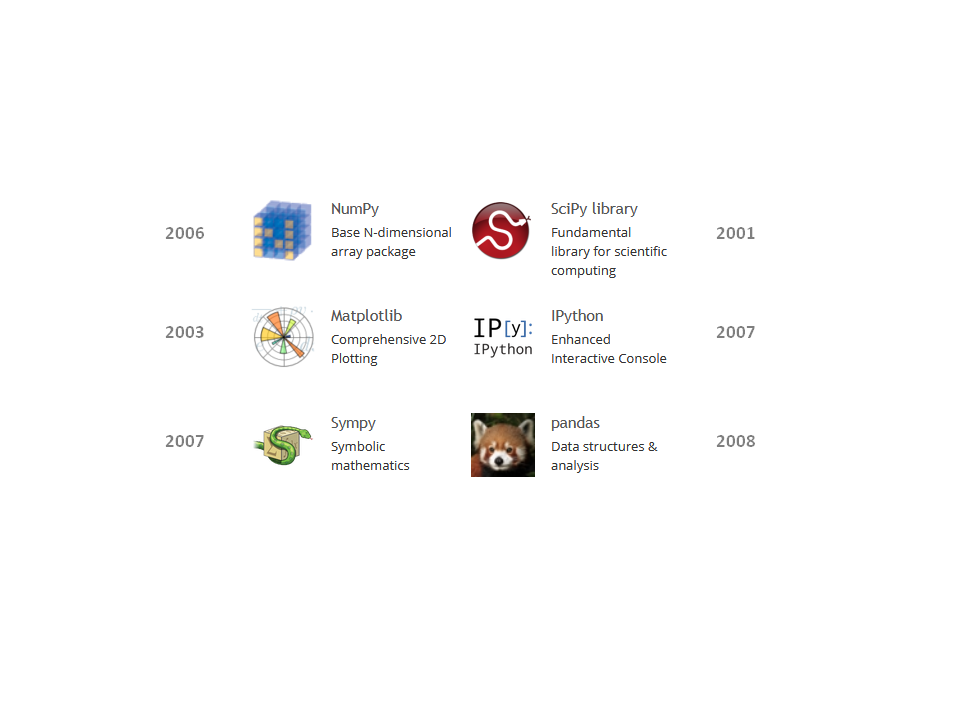 NumPy
SciPy library
2006
Base N-dimensional
Fundamental
2001
array package
library for scientific
computing
Matplotlib
IPython
2003
Comprehensive 2D
IP[y]:
Enhanced
2007
Plotting
IPython
Interactive Console
Sympy
pandas
2007
Symbolic
Data structures &
2008
mathematics
analysis